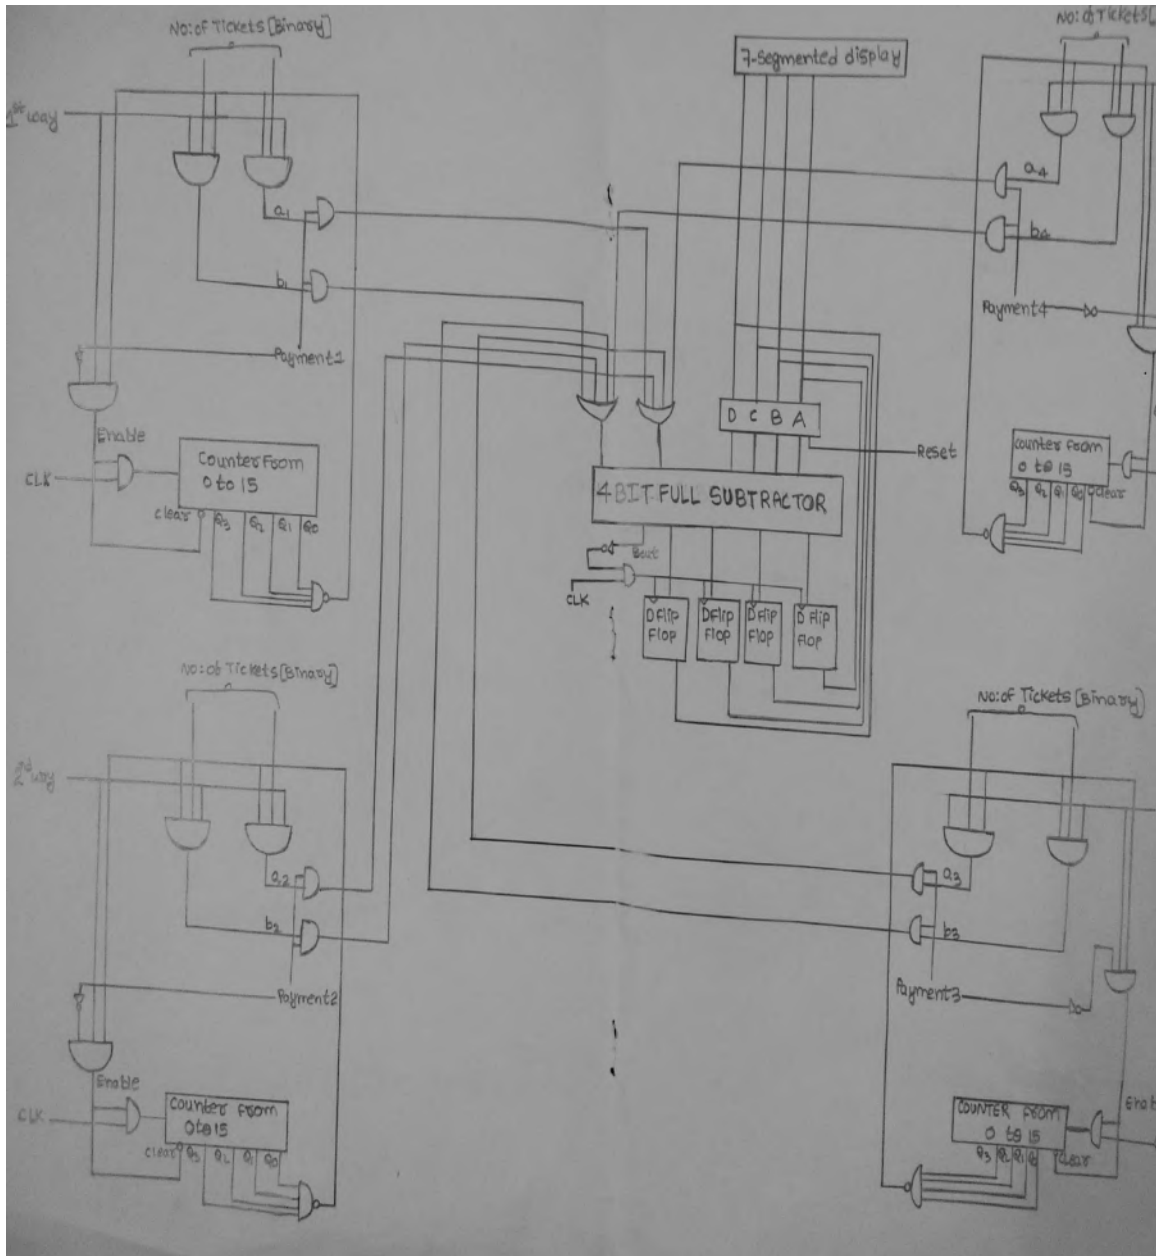 No: of Tickets [Binary]
1st way
a1
b1
Payment1
Enable
CLK
Counter From
0 to 15
clear
Q3
Q2
Q1
Q0
No: of Tickets [Binary]
2nd way
a2
b2
Payment2
Enable
CLK
Counter From
0 to 15
clear
Q3
Q2
Q1
Q0
7-segmented display
D C B A
Reset
4 BIT FULL SUBTRACTOR
Bout
CLK
D Flip
Flop
D Flip
Flop
D Flip
Flop
D Flip
Flop
No: of Tickets [
a4
b4
Payment4
Counter From
0 to 15
Q3
Q2
Q1
Q0
clear
No: of Tickets [Binary]
a3
b3
Payment3
COUNTER FROM
0 to 15
Q3
Q2
Q1
Q0
clear
Enab